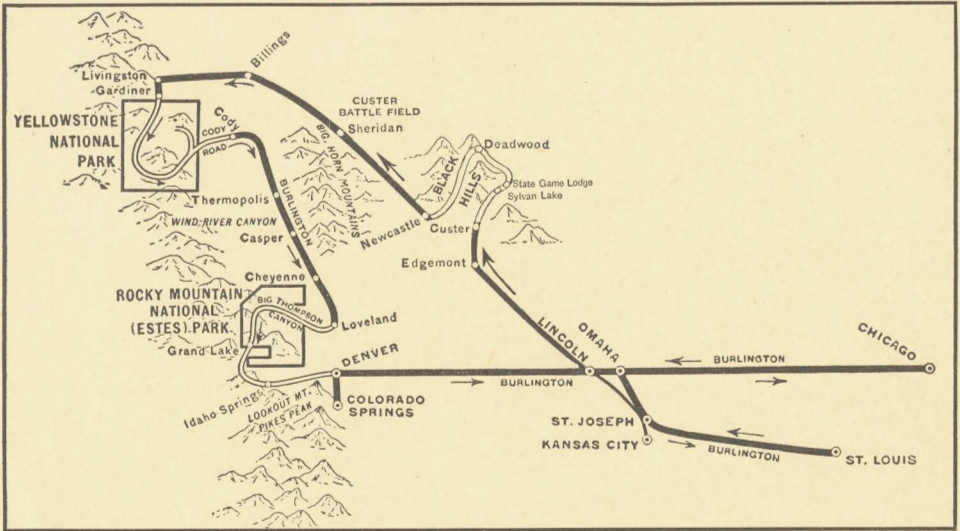 Billings
Livingston
Gardiner
YELLOWSTONE
NATIONAL
PARK
Cody
CODY
ROAD
CUSTER
BATTLE FIELD
Sheridan
BIG HORN MOUNTAINS
BLACK
HILLS
Deadwood
State Game Lodge
Sylvan Lake
Newcastle
Custer
Edgemont
Thermopolis
WIND RIVER CANYON
BURLINGTON
Casper
Cheyenne
ROCKY MOUNTAIN
NATIONAL
(ESTES) PARK
BIG THOMPSON
CANYON
Loveland
Grand Lake
DENVER
LINCOLN
OMAHA
BURLINGTON
CHICAGO
BURLINGTON
Idaho Springs
LOOKOUT MT.
PIKES PEAK
COLORADO
SPRINGS
ST. JOSEPH
KANSAS CITY
BURLINGTON
ST. LOUIS